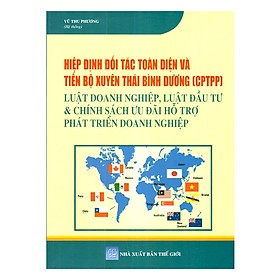 VŨ THU PHƯƠNG
(Hệ thống)
HIỆP ĐỊNH ĐỐI TÁC TOÀN DIỆN VÀ
TIẾN BỘ XUYÊN THÁI BÌNH DƯƠNG (CPTPP)
LUẬT DOANH NGHIỆP, LUẬT ĐẦU TƯ
& CHÍNH SÁCH ƯU ĐÃI HỖ TRỢ
PHÁT TRIỂN DOANH NGHIỆP
NHÀ XUẤT BẢN THẾ GIỚI